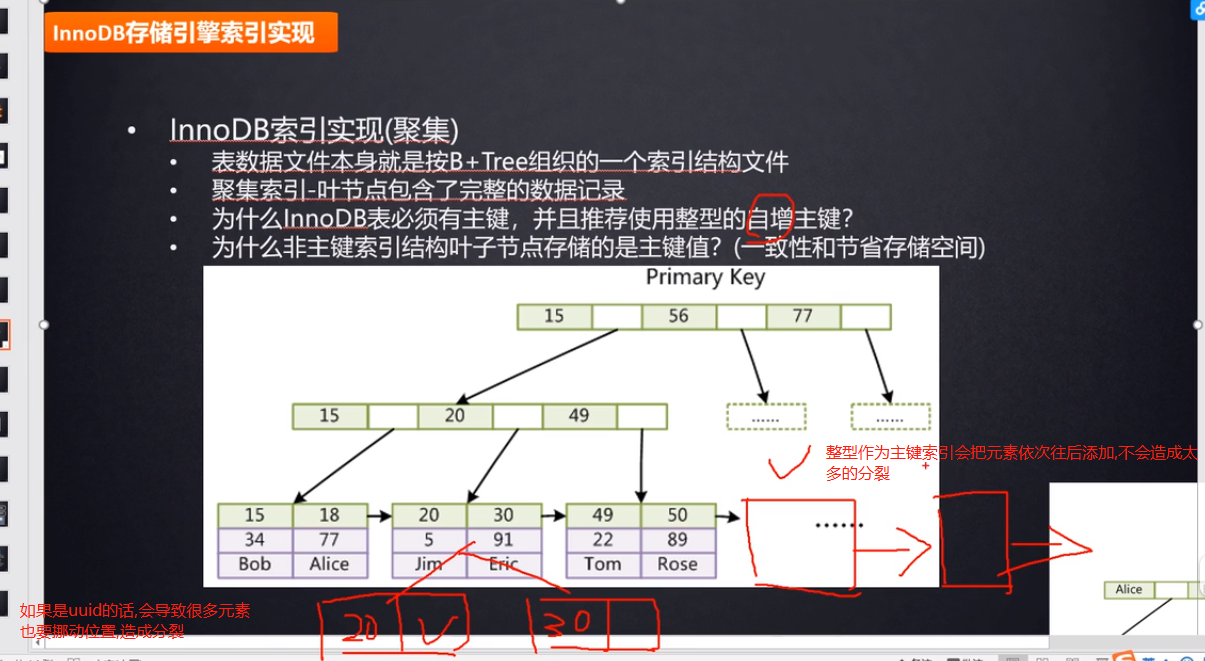 InnoDB存储引擎索引实现
InnoDB索引实现(聚集)
表数据文件本身就是按B+Tree组织的一个索引结构文件
聚集索引-叶节点包含了完整的数据记录
为什么InnoDB表必须有主键，并且推荐使用整型的自增主键？
为什么非主键索引结构叶子节点存储的是主键值？(一致性和节省存储空间)
Primary Key
15 56 77
15 20 49
...... ......
整型作为主键索引会把元素依次往后添加,不会造成太
多的分裂
15 18 20 30 49 50
34 77 5 91 22 89
Bob Alice Jim Eric Tom Rose
......
Alice
如果是uuid的话,会导致很多元素
也要挪动位置,造成分裂
20 30